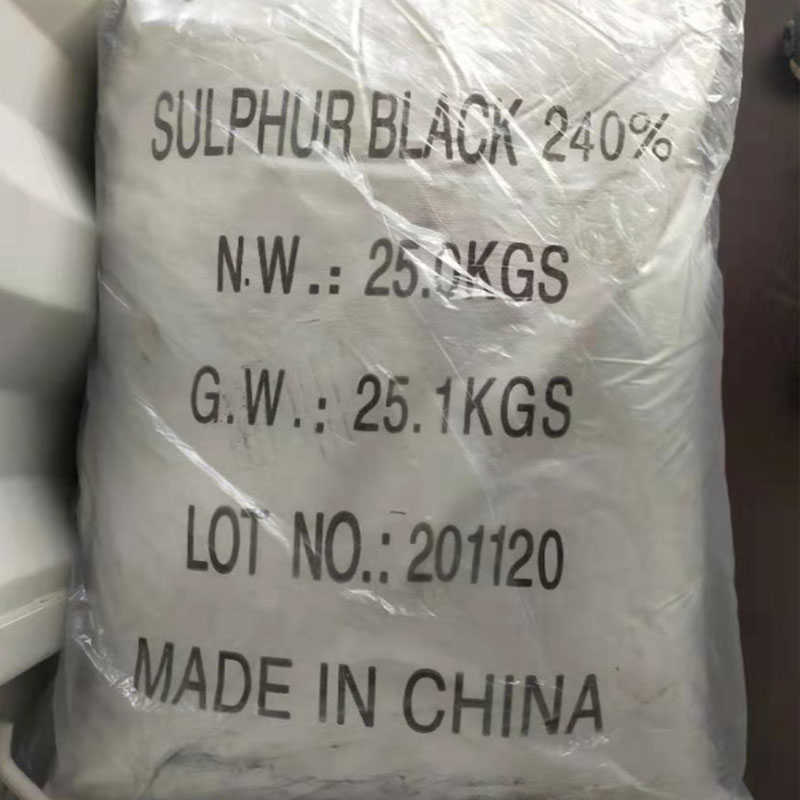 SULPHUR BLACK 240%
N.W.: 25.0KGS
G.W.: 25.1KGS
LOT NO.: 201120
MADE IN CHINA